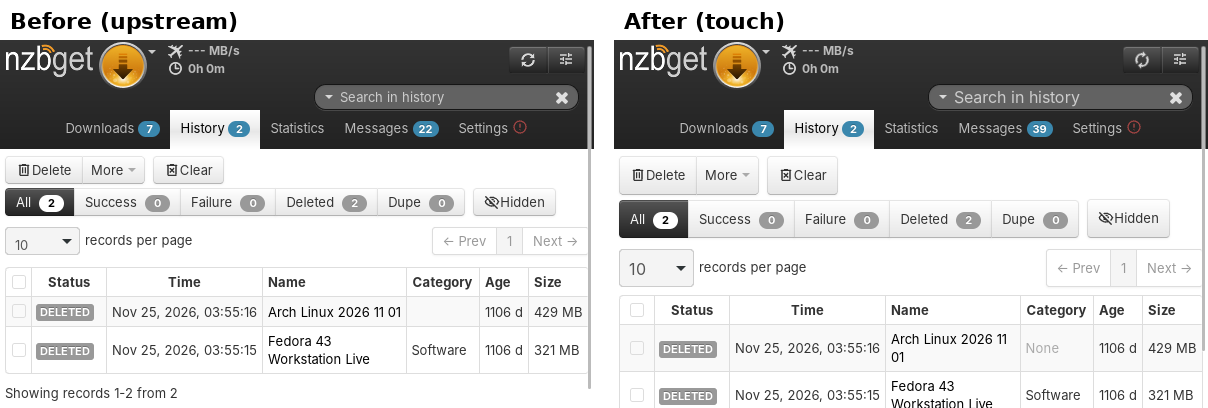 Before (upstream)
nzbget
--- MB/s
0h 0m
Search in history
Downloads 7 History 2 Statistics Messages 22 Settings
Delete More Clear
All 2 Success 0 Failure 0 Deleted 2 Dupe 0 Hidden
10 records per page ← Prev 1 Next →
Status Time Name Category Age Size
DELETED Nov 25, 2026, 03:55:16 Arch Linux 2026 11 01 1106 d 429 MB
DELETED Nov 25, 2026, 03:55:15 Fedora 43 Workstation Live Software 1106 d 321 MB
Showing records 1-2 from 2
After (touch)
nzbget
--- MB/s
0h 0m
Search in history
Downloads 7 History 2 Statistics Messages 39 Settings
Delete More Clear
All 2 Success 0 Failure 0 Deleted 2 Dupe 0 Hidden
10 records per page ← Prev 1 Next →
Status Time Name Category Age Size
DELETED Nov 25, 2026, 03:55:16 Arch Linux 2026 11 01 None 1106 d 429 MB
DELETED Nov 25, 2026, 03:55:15 Fedora 43 Workstation Live Software 1106 d 321 MB